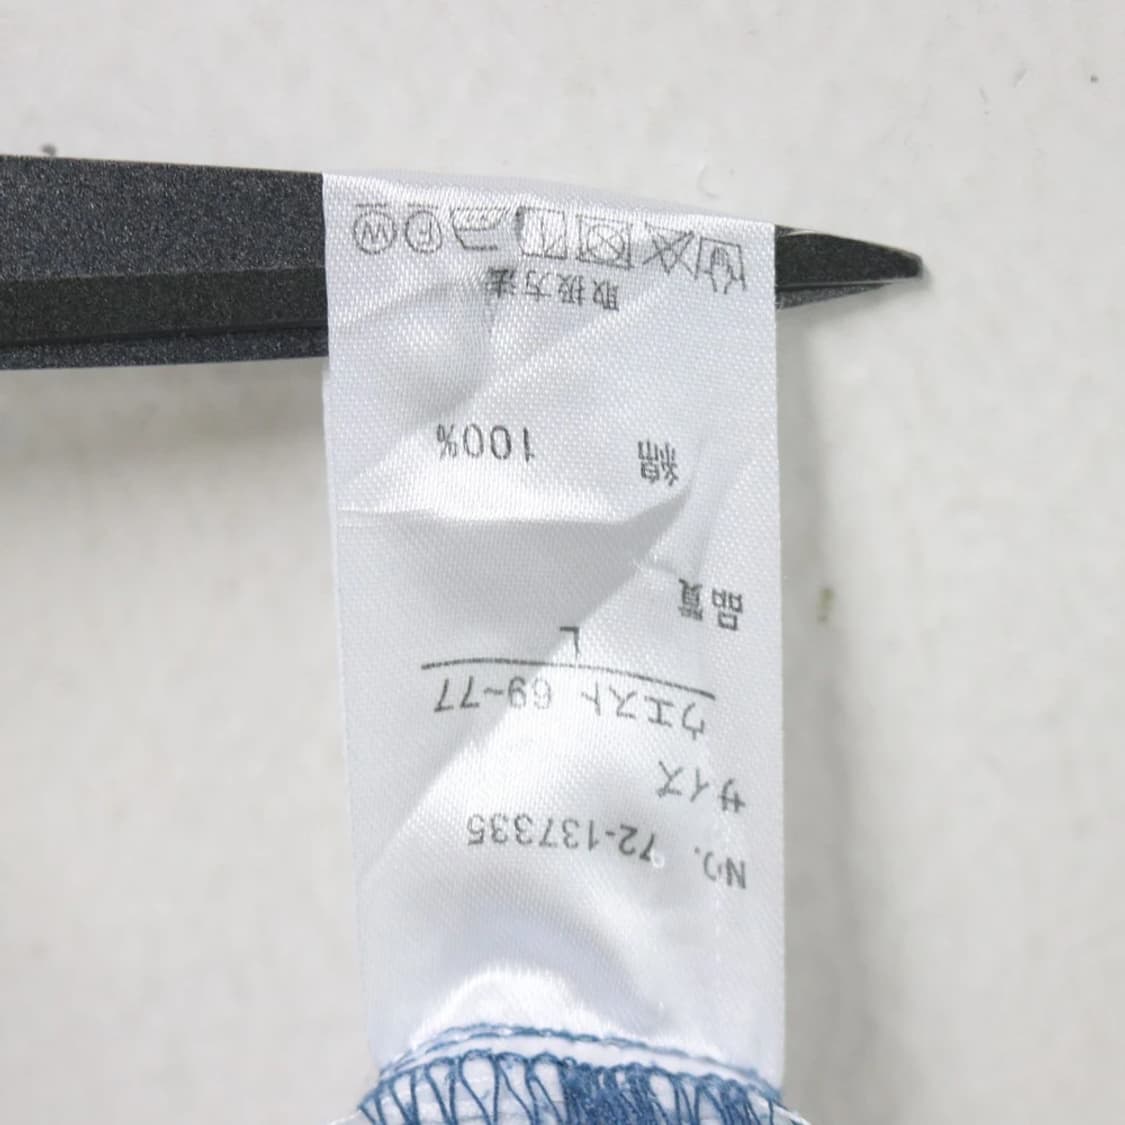 NO. 72-137335
サイズ
ウエスト 69~77
L
品質
綿 100%
取扱方法
F W